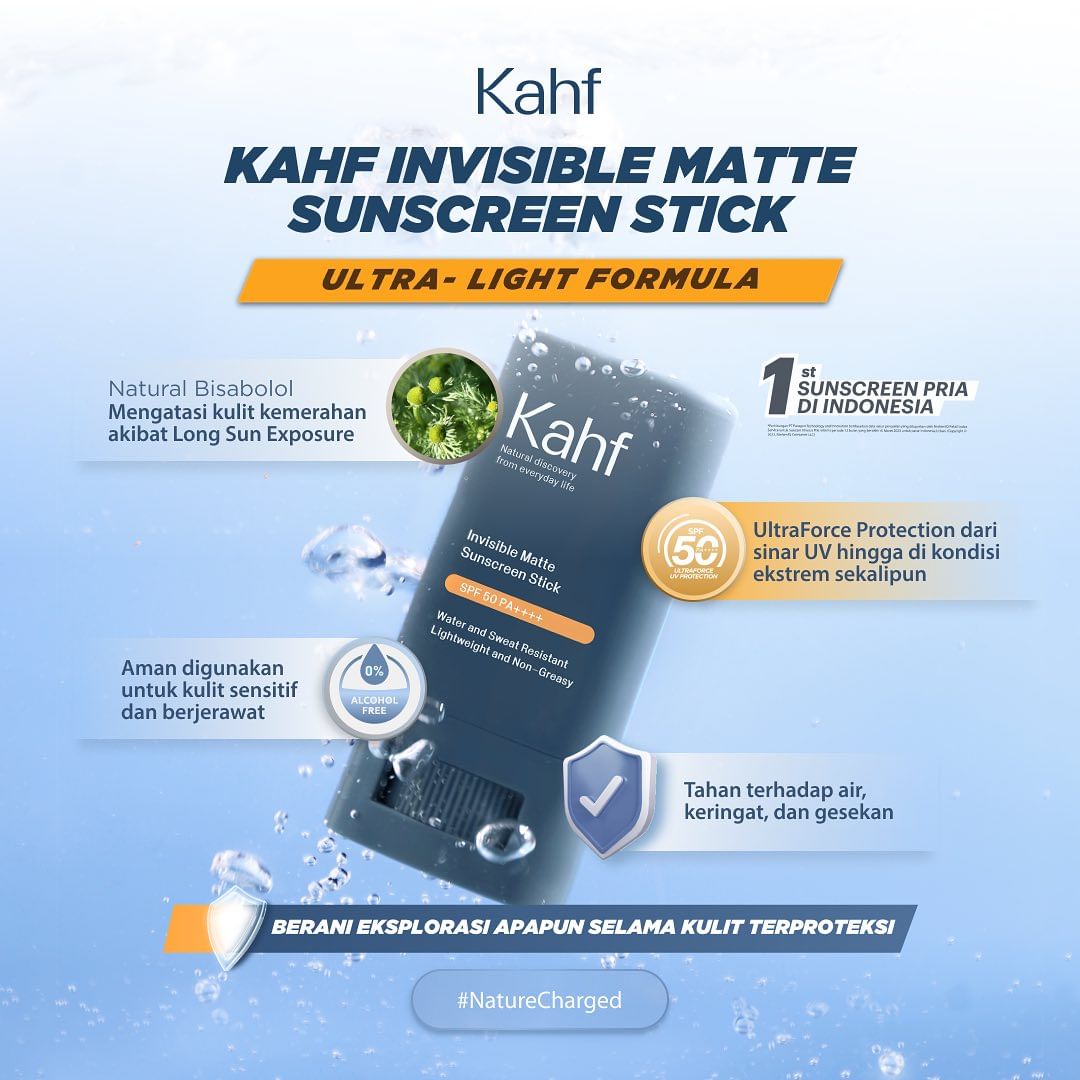 Kahf
KAHF INVISIBLE MATTE
SUNSCREEN STICK
ULTRA- LIGHT FORMULA
Natural Bisabolol
Mengatasi kulit kemerahan
akibat Long Sun Exposure
1st
SUNSCREEN PRIA
DI INDONESIA
Kahf
Natural discovery
from everyday life
Invisible Matte
Sunscreen Stick
SPF 50 PA++++
Water and Sweat Resistant
Lightweight and Non-Greasy
SPF
50
PA++++
ULTRAFORCE
UV PROTECTION
UltraForce Protection dari
sinar UV hingga di kondisi
ekstrem sekalipun
Aman digunakan
untuk kulit sensitif
dan berjerawat
0%
ALCOHOL
FREE
Tahan terhadap air,
keringat, dan gesekan
BERANI EKSPLORASI APAPUN SELAMA KULIT TERPROTEKSI
#NatureCharged